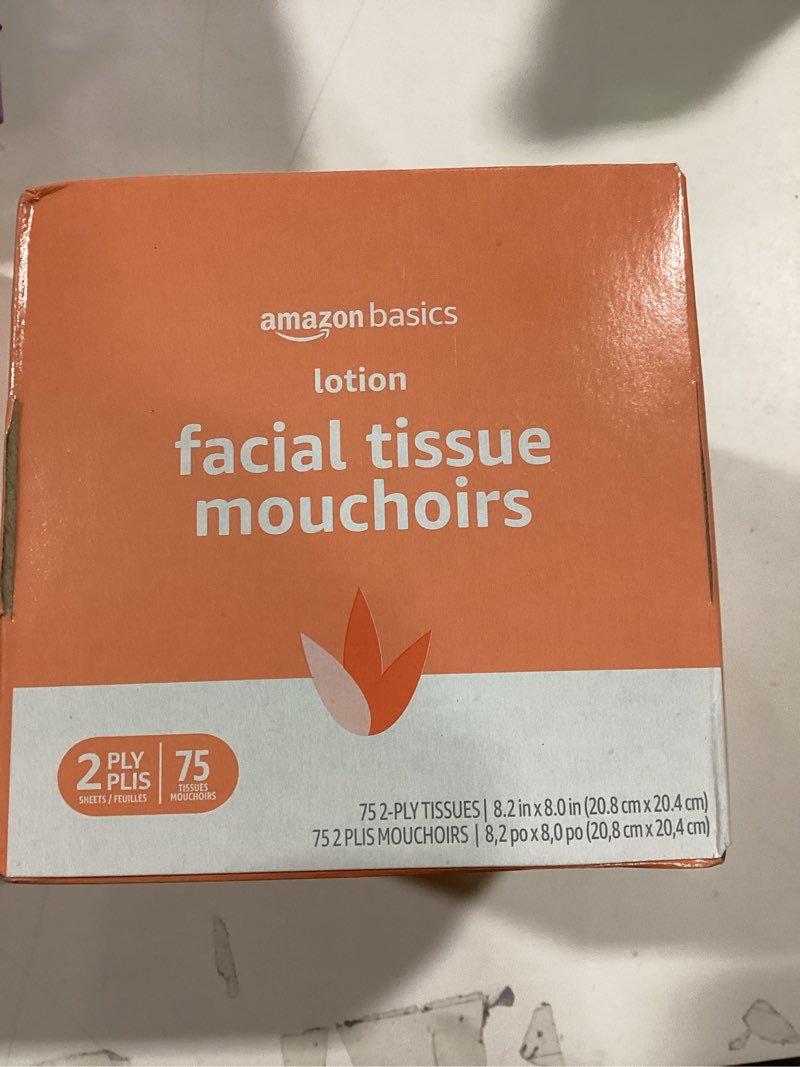 amazon basics
lotion
facial tissue
mouchoirs
2 PLY PLIS
SHEETS / FEUILLES
75
TISSUES
MOUCHOIRS
75 2-PLY TISSUES | 8.2 in x 8.0 in (20.8 cm x 20.4 cm)
75 2 PLIS MOUCHOIRS | 8,2 po x 8,0 po (20,8 cm x 20,4 cm)